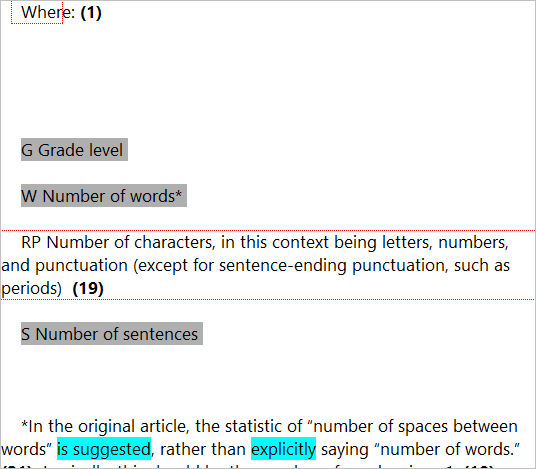 Where: (1)
G Grade level
W Number of words*
RP Number of characters, in this context being letters, numbers,
and punctuation (except for sentence-ending punctuation, such as
periods) (19)
S Number of sentences
*In the original article, the statistic of “number of spaces between
words” is suggested, rather than explicitly saying “number of words.”